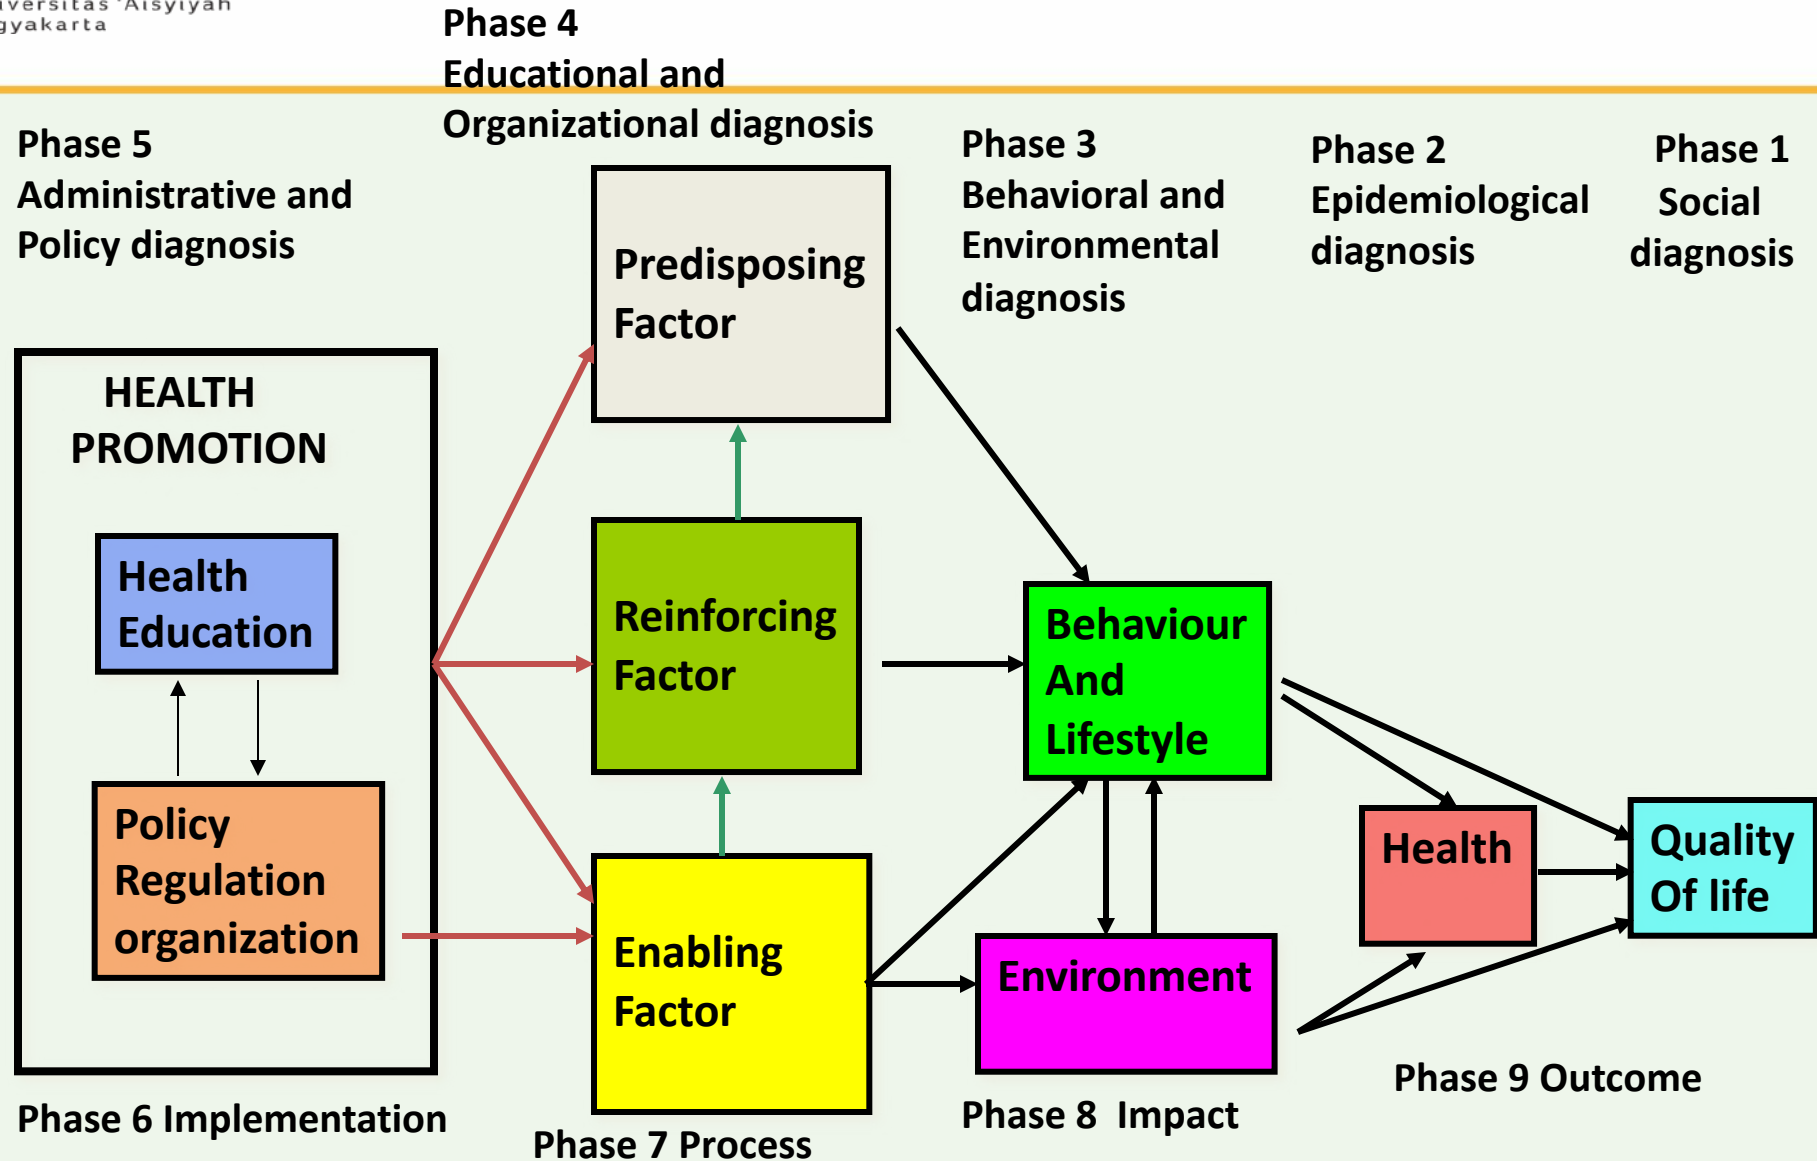 'Aisyiyah
Phase 4
Educational and
Organizational diagnosis
Phase 5
Administrative and
Policy diagnosis
Phase 3
Behavioral and
Environmental
diagnosis
Phase 2
Epidemiological
diagnosis
Phase 1
Social
diagnosis
HEALTH
PROMOTION
Health
Education
Policy
Regulation
organization
Predisposing
Factor
Reinforcing
Factor
Enabling
Factor
Behaviour
And
Lifestyle
Environment
Health
Quality
Of life
Phase 6 Implementation
Phase 7 Process
Phase 8 Impact
Phase 9 Outcome